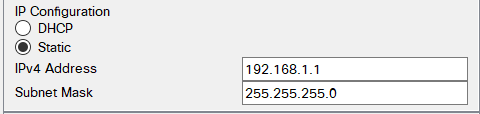 IP Configuration
DHCP
Static
IPv4 Address 192.168.1.1
Subnet Mask 255.255.255.0